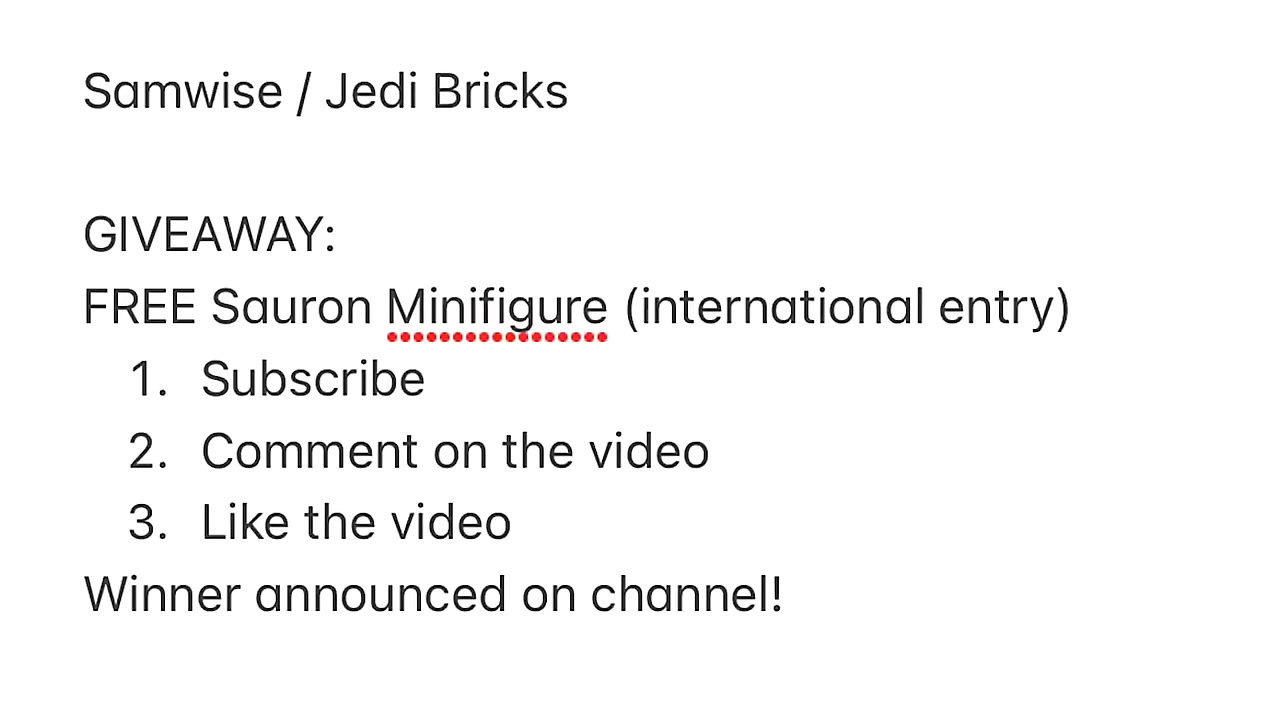 Samwise / Jedi Bricks
GIVEAWAY:
FREE Sauron Minifigure (international entry)
1. Subscribe
2. Comment on the video
3. Like the video
Winner announced on channel!